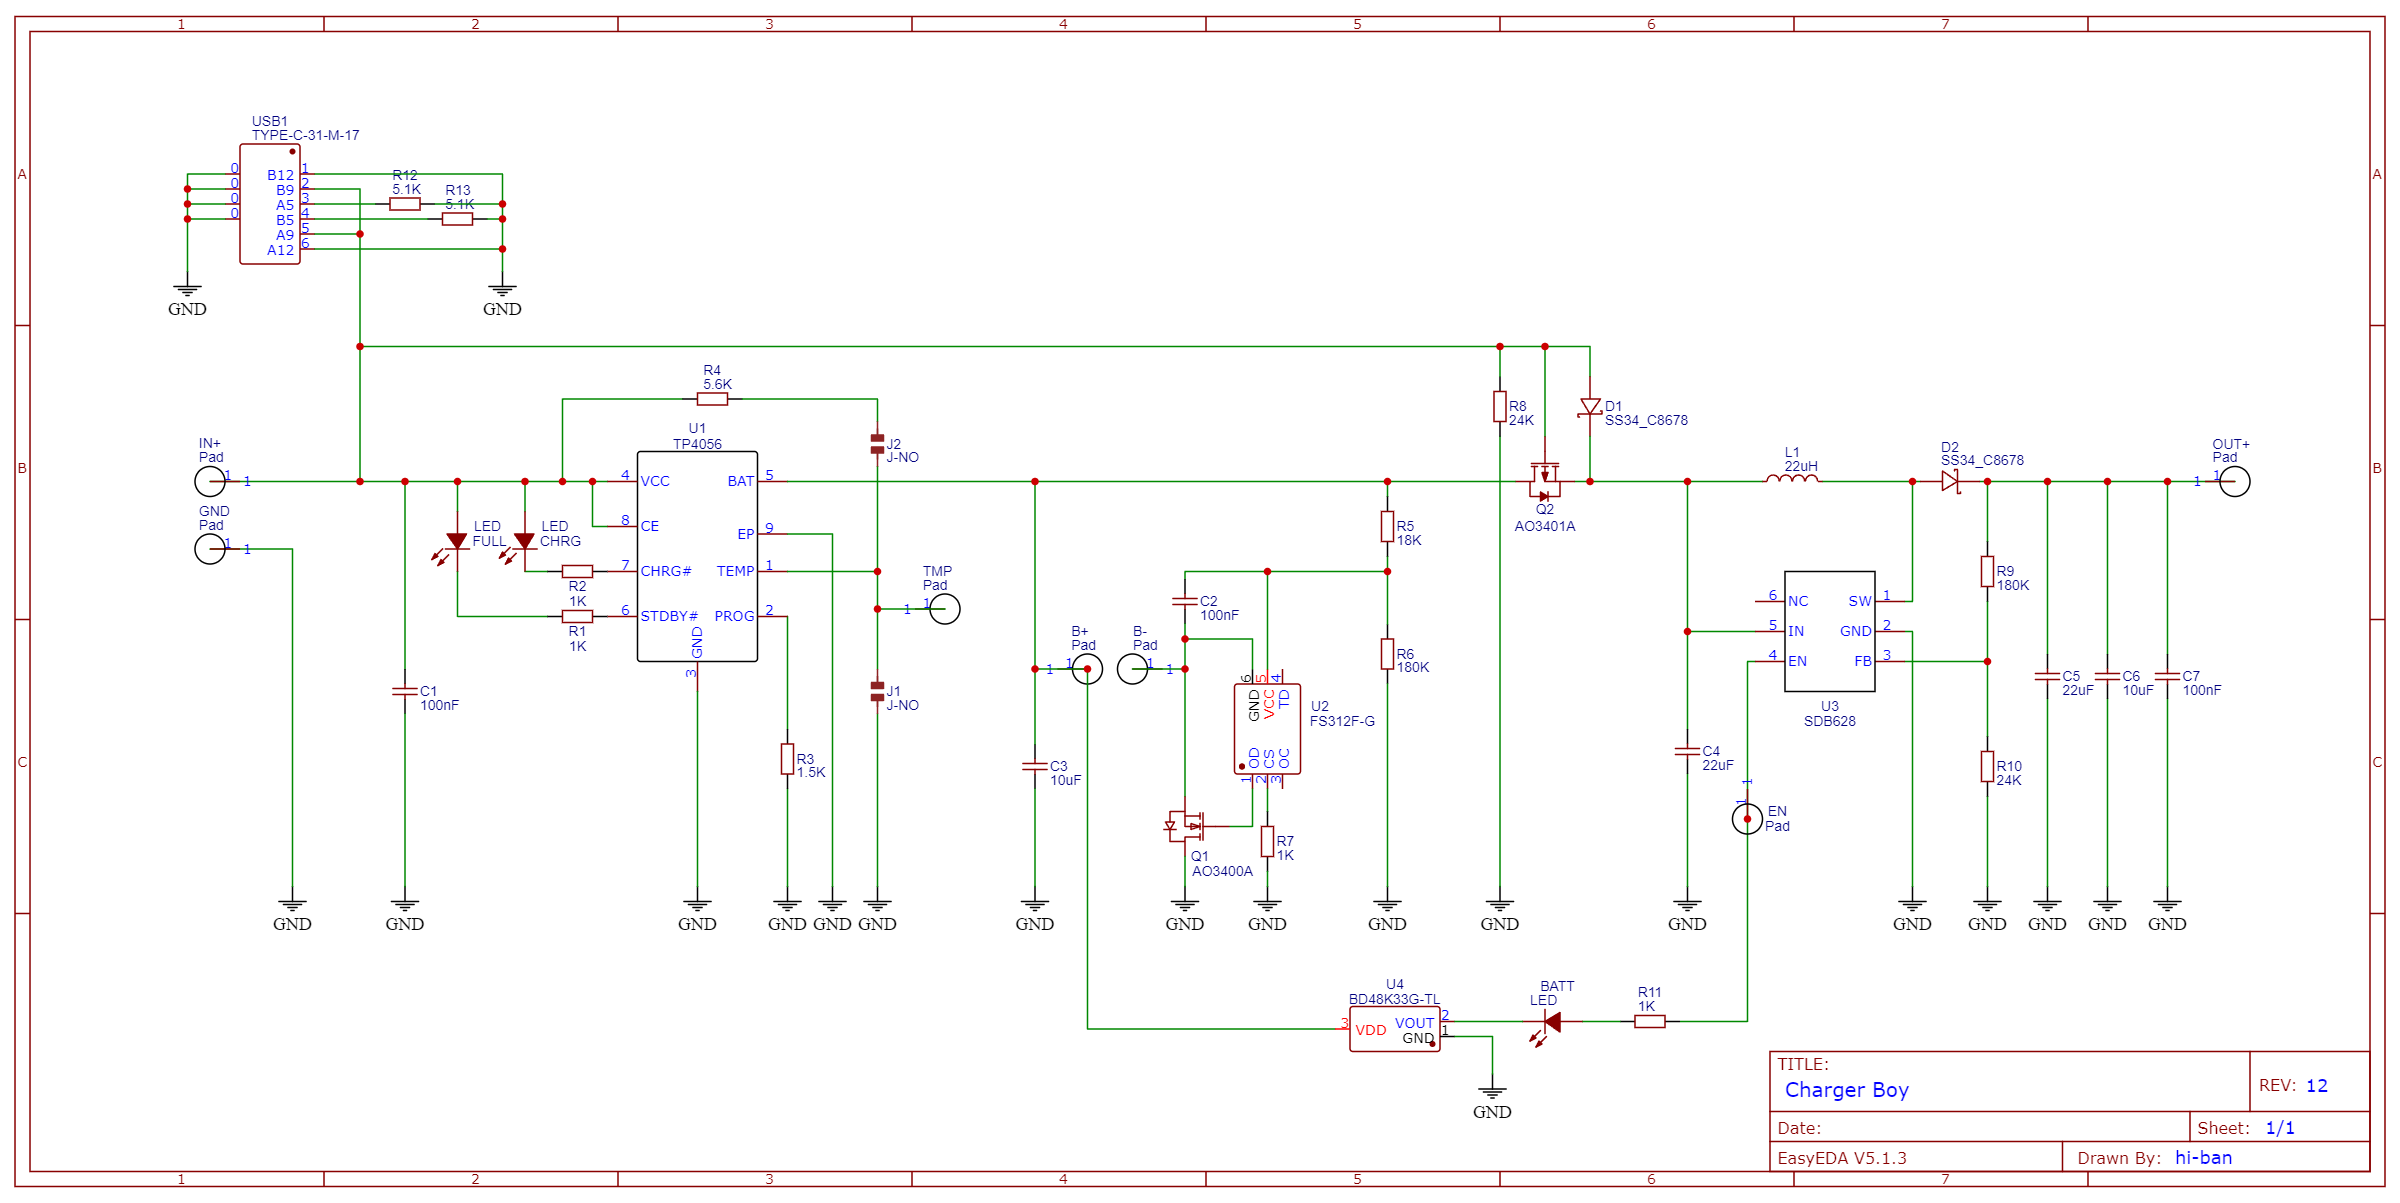 1 2 3 4 5 6 7
A
A
B
B
C
C
USB1
TYPE-C-31-M-17
0
0
0
0
B12
B9
A5
B5
A9
A12
1
2
3
4
5
6
R12
5.1K
R13
5.1K
GND
GND
IN+
Pad
1 1
GND
Pad
1 1
GND
C1
100nF
GND
LED
FULL
LED
CHRG
R2
1K
R1
1K
R4
5.6K
U1
TP4056
4 VCC
8 CE
7 CHRG#
6 STDBY#
3 GND
BAT 5
EP 9
TEMP 1
PROG 2
GND
R3
1.5K
GND
GND
J2
J-NO
J1
J-NO
GND
TMP
Pad
1 1
B+
Pad
1 1
B-
Pad
1 1
C3
10uF
GND
C2
100nF
6 GND
5 VCC
4 TD
1 OD
2 CS
3 OC
U2
FS312F-G
Q1
AO3400A
GND
R7
1K
GND
R5
18K
R6
180K
GND
R8
24K
GND
D1
SS34_C8678
Q2
AO3401A
C4
22uF
GND
L1
22uH
D2
SS34_C8678
6 NC
5 IN
4 EN
SW 1
GND 2
FB 3
U3
SDB628
EN
Pad
1 1
GND
R9
180K
R10
24K
GND
C5
22uF
GND
C6
10uF
GND
C7
100nF
GND
OUT+
Pad
1 1
U4
BD48K33G-TL
3 VDD
VOUT 2
GND 1
GND
BATT
LED
R11
1K
TITLE:
Charger Boy
REV: 12
Date:
Sheet: 1/1
EasyEDA V5.1.3
Drawn By: hi-ban
1 2 3 4 5 6 7